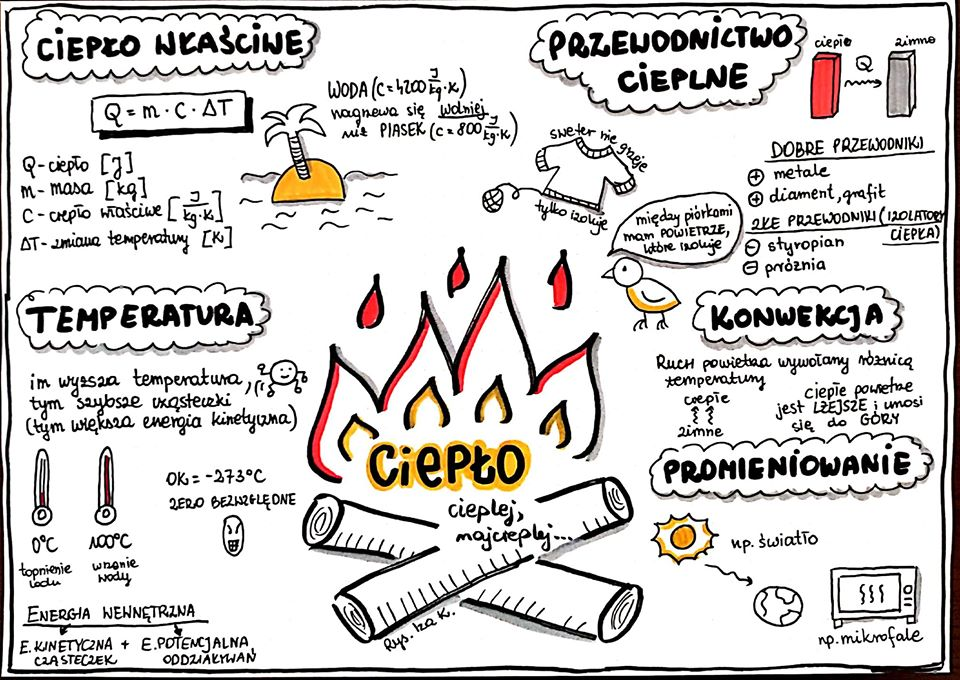 CIEPŁO WŁAŚCIWE
Q = m · C · ΔT
Q - ciepło [J]
m - masa [kg]
C - ciepło właściwe [J/kg·K]
ΔT - zmiana temperatury [K]
WODA (C = 4200 J/kg·K)
nagrzewa się wolniej
niż PIASEK (C = 800 J/kg·K)
PRZEWODNICTWO
CIEPLNE
ciepło
zimno
Q
sweter nie grzeje
tylko izoluje
DOBRE PRZEWODNIKI
+ metale
+ diament, grafit
ZŁE PRZEWODNIKI (IZOLATORY
CIEPŁA)
- styropian
- próżnia
między piórkami
mam POWIETRZE,
które izoluje
TEMPERATURA
im wyższa temperatura,
tym szybsze cząsteczki
(tym większa energia kinetyczna)
0°C
topnienie
lodu
100°C
wrzenie
wody
0K = -273°C
ZERO BEZWZGLĘDNE
ENERGIA WEWNĘTRZNA
E. KINETYCZNA + E. POTENCJALNA
CZĄSTECZEK
ODDZIAŁYWAŃ
CIEPŁO
cieplej,
najcieplej...
Rys. Iza K.
KONWEKCJA
RUCH powietrza wywołany różnicą
temperatury
ciepłe
zimne
ciepłe powietrze
jest LŻEJSZE i unosi
się do GÓRY
PROMIENIOWANIE
np. światło
np. mikrofale